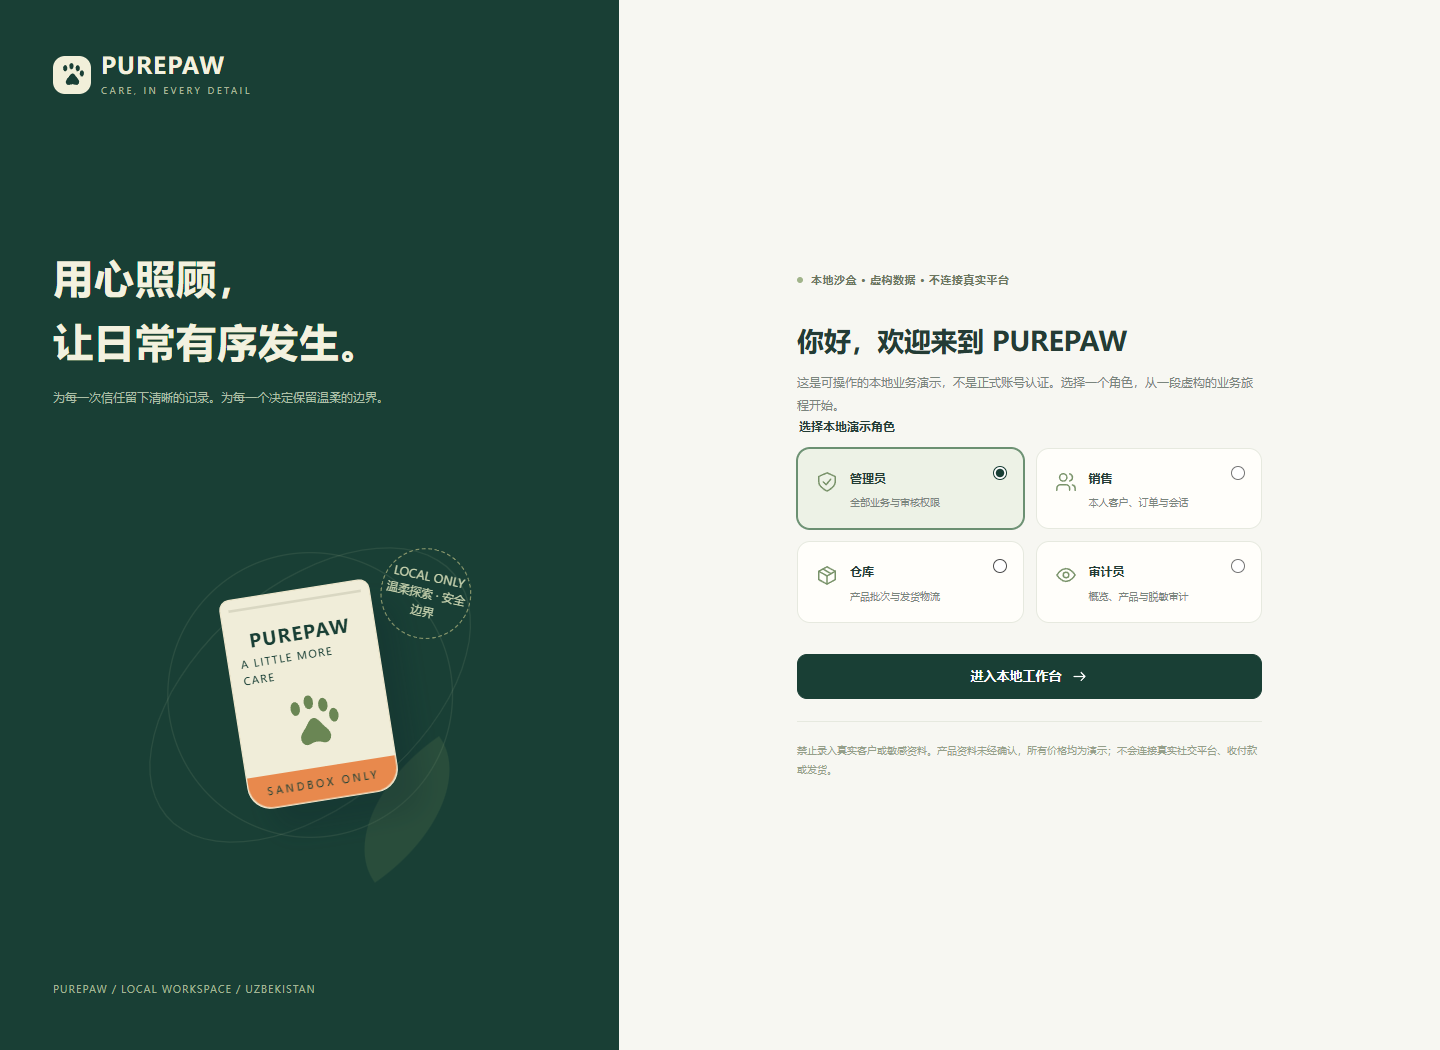 PUREPAW
CARE, IN EVERY DETAIL
用心照顾，
让日常有序发生。
为每一次信任留下清晰的记录。为每一个决定保留温柔的边界。
LOCAL ONLY
温柔探索 · 安全
边界
PUREPAW
A LITTLE MORE
CARE
SANDBOX ONLY
PUREPAW / LOCAL WORKSPACE / UZBEKISTAN
本地沙盒 • 虚构数据 • 不连接真实平台
你好，欢迎来到 PUREPAW
这是可操作的本地业务演示，不是正式账号认证。选择一个角色，从一段虚构的业务旅
程开始。
选择本地演示角色
管理员
全部业务与审核权限
销售
本人客户、订单与会话
仓库
产品批次与发货物流
审计员
概览、产品与脱敏审计
进入本地工作台 →
禁止录入真实客户或敏感资料。产品资料未经确认，所有价格均为演示；不会连接真实社交平台、收付款
或发货。